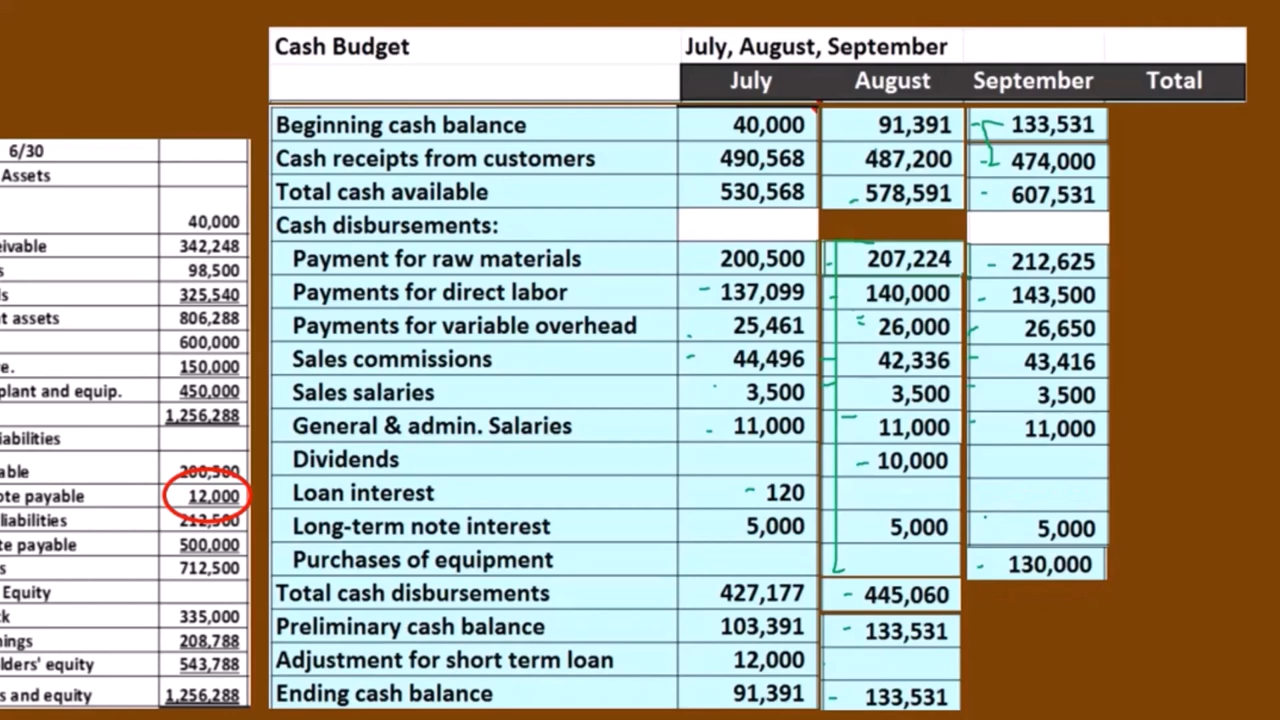 Cash Budget July, August, September
July August September Total
Beginning cash balance 40,000 91,391 133,531
Cash receipts from customers 490,568 487,200 474,000
Total cash available 530,568 578,591 607,531
Cash disbursements:
Payment for raw materials 200,500 207,224 212,625
Payments for direct labor 137,099 140,000 143,500
Payments for variable overhead 25,461 26,000 26,650
Sales commissions 44,496 42,336 43,416
Sales salaries 3,500 3,500 3,500
General & admin. Salaries 11,000 11,000 11,000
Dividends 10,000
Loan interest 120
Long-term note interest 5,000 5,000 5,000
Purchases of equipment 130,000
Total cash disbursements 427,177 445,060
Preliminary cash balance 103,391 133,531
Adjustment for short term loan 12,000
Ending cash balance 91,391 133,531
6/30
Assets
40,000
eivable 342,248
s 98,500
ls 325,540
t assets 806,288
600,000
e. 150,000
plant and equip. 450,000
1,256,288
iabilities
able 200,500
ote payable 12,000
liabilities 212,500
te payable 500,000
s 712,500
Equity
k 335,000
nings 208,788
lders' equity 543,788
s and equity 1,256,288